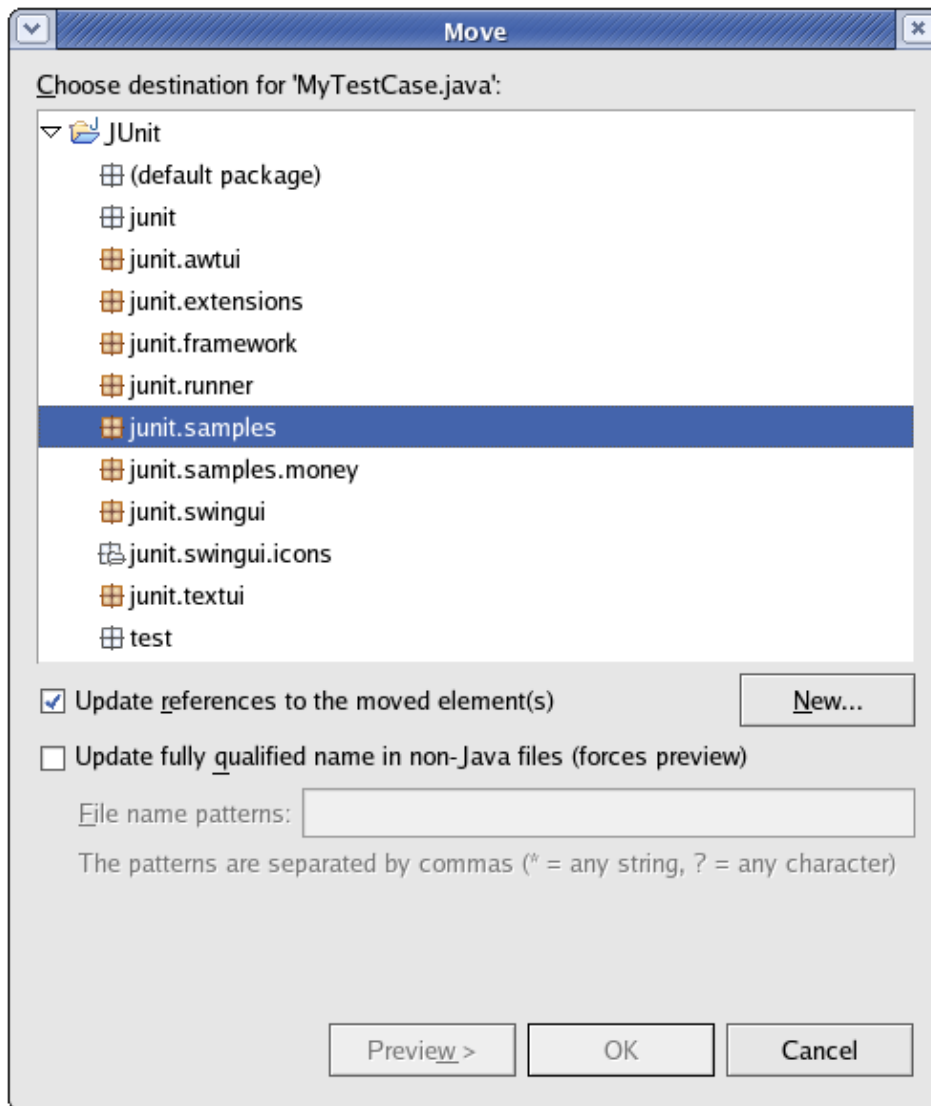 Move
Choose destination for 'MyTestCase.java':
JUnit
(default package)
junit
junit.awtui
junit.extensions
junit.framework
junit.runner
junit.samples
junit.samples.money
junit.swingui
junit.swingui.icons
junit.textui
test
Update references to the moved element(s)
New...
Update fully qualified name in non-Java files (forces preview)
File name patterns:
The patterns are separated by commas (* = any string, ? = any character)
Preview > OK Cancel